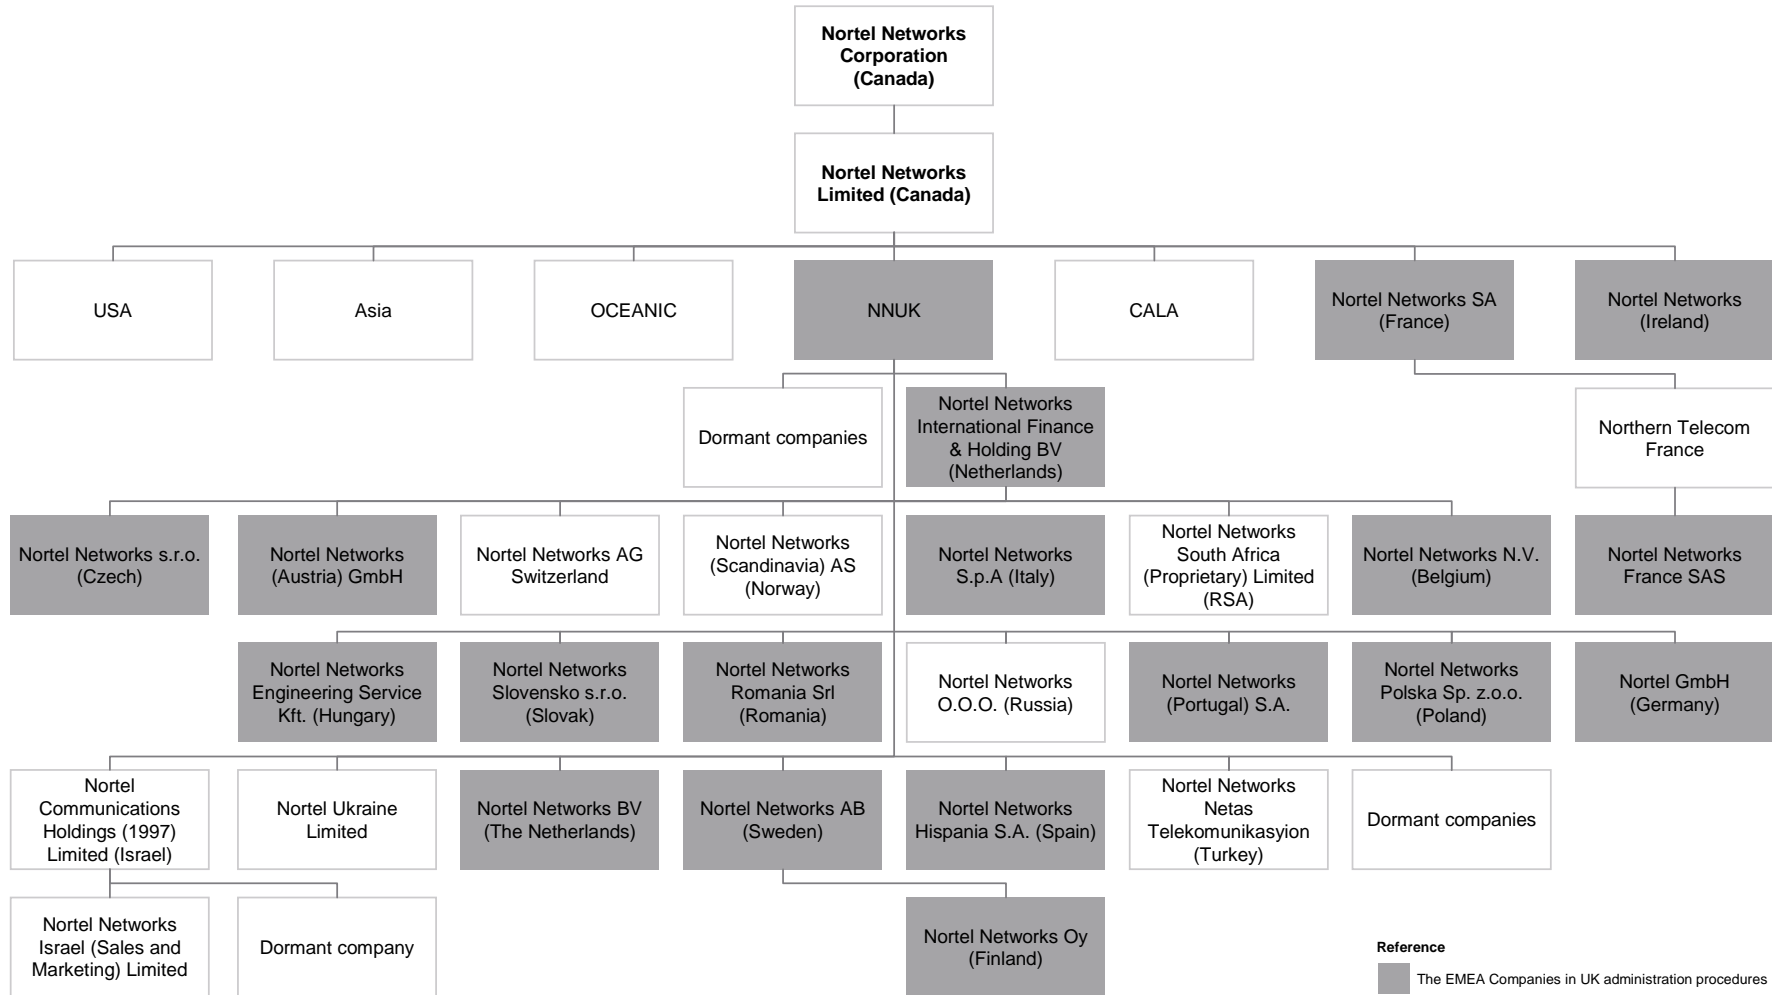 Nortel Networks
Corporation
(Canada)
Nortel Networks
Limited (Canada)
USA
Asia
OCEANIC
NNUK
CALA
Nortel Networks SA
(France)
Nortel Networks
(Ireland)
Dormant companies
Nortel Networks
International Finance
& Holding BV
(Netherlands)
Northern Telecom
France
Nortel Networks s.r.o.
(Czech)
Nortel Networks
(Austria) GmbH
Nortel Networks AG
Switzerland
Nortel Networks
(Scandinavia) AS
(Norway)
Nortel Networks
S.p.A (Italy)
Nortel Networks
South Africa
(Proprietary) Limited
(RSA)
Nortel Networks N.V.
(Belgium)
Nortel Networks
France SAS
Nortel Networks
Engineering Service
Kft. (Hungary)
Nortel Networks
Slovensko s.r.o.
(Slovak)
Nortel Networks
Romania Srl
(Romania)
Nortel Networks
O.O.O. (Russia)
Nortel Networks
(Portugal) S.A.
Nortel Networks
Polska Sp. z.o.o.
(Poland)
Nortel GmbH
(Germany)
Nortel
Communications
Holdings (1997)
Limited (Israel)
Nortel Ukraine
Limited
Nortel Networks BV
(The Netherlands)
Nortel Networks AB
(Sweden)
Nortel Networks
Hispania S.A. (Spain)
Nortel Networks
Netas
Telekomunikasyion
(Turkey)
Dormant companies
Nortel Networks
Israel (Sales and
Marketing) Limited
Dormant company
Nortel Networks Oy
(Finland)
Reference
The EMEA Companies in UK administration procedures